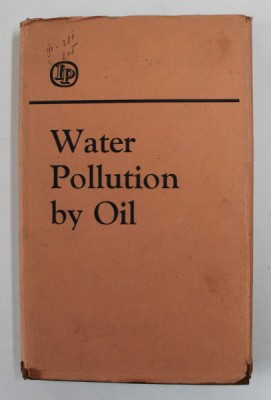 IP
Water
Pollution
by Oil